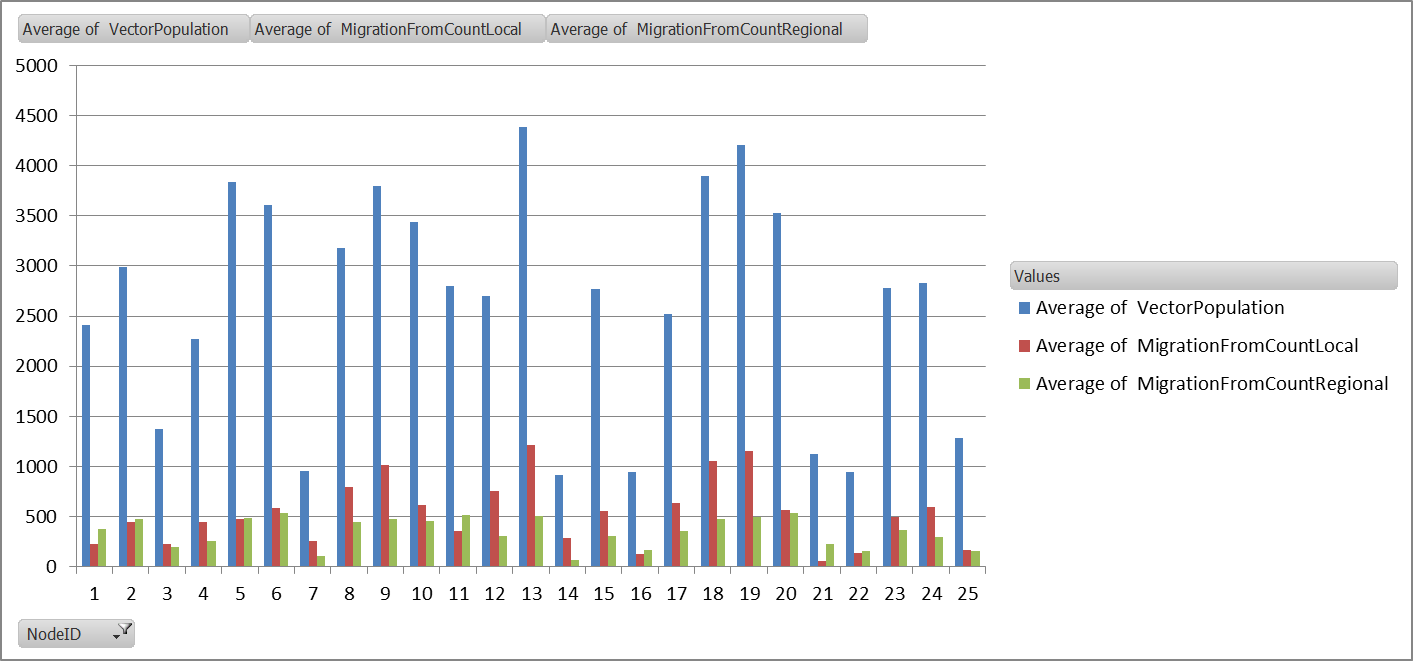 Average of  VectorPopulation
Average of  MigrationFromCountLocal
Average of  MigrationFromCountRegional
5000
4500
4000
3500
3000
2500
2000
1500
1000
500
0
1 2 3 4 5 6 7 8 9 10 11 12 13 14 15 16 17 18 19 20 21 22 23 24 25
Values
Average of  VectorPopulation
Average of  MigrationFromCountLocal
Average of  MigrationFromCountRegional
NodeID